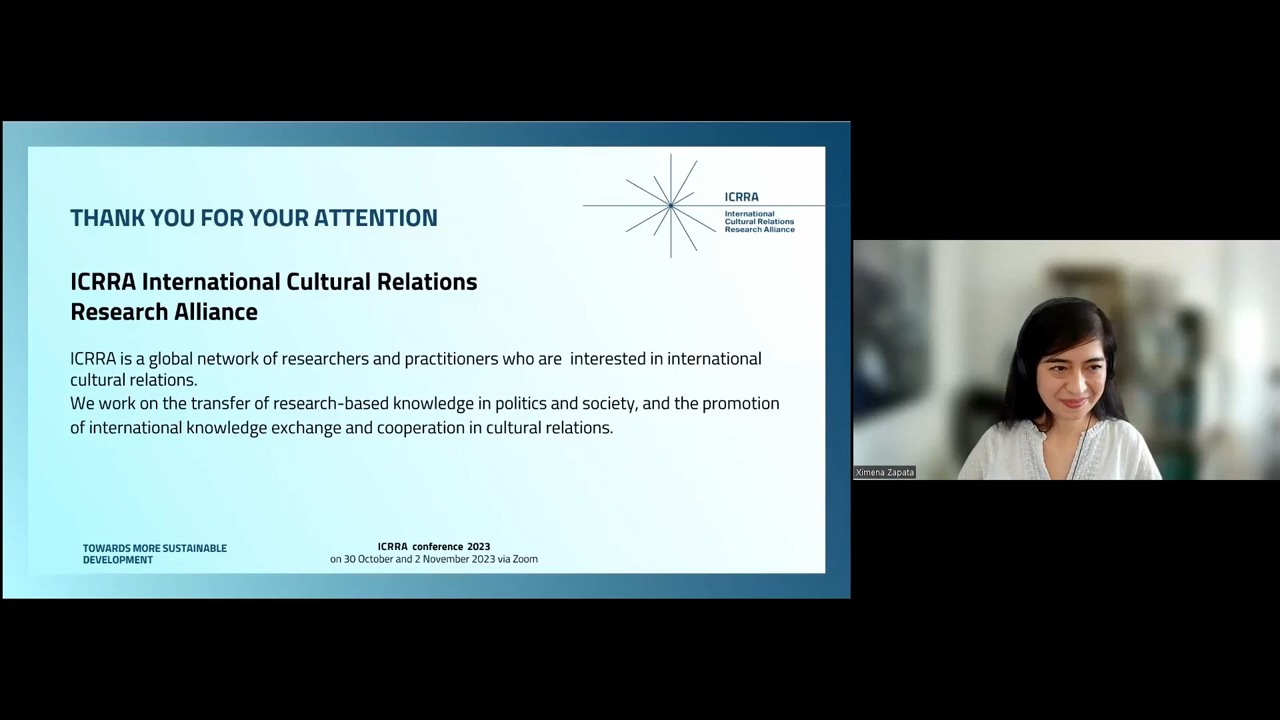 THANK YOU FOR YOUR ATTENTION
ICRRA
International
Cultural Relations
Research Alliance
ICRRA International Cultural Relations
Research Alliance
ICRRA is a global network of researchers and practitioners who are interested in international
cultural relations.
We work on the transfer of research-based knowledge in politics and society, and the promotion
of international knowledge exchange and cooperation in cultural relations.
TOWARDS MORE SUSTAINABLE
DEVELOPMENT
ICRRA conference 2023
on 30 October and 2 November 2023 via Zoom
Ximena Zapata